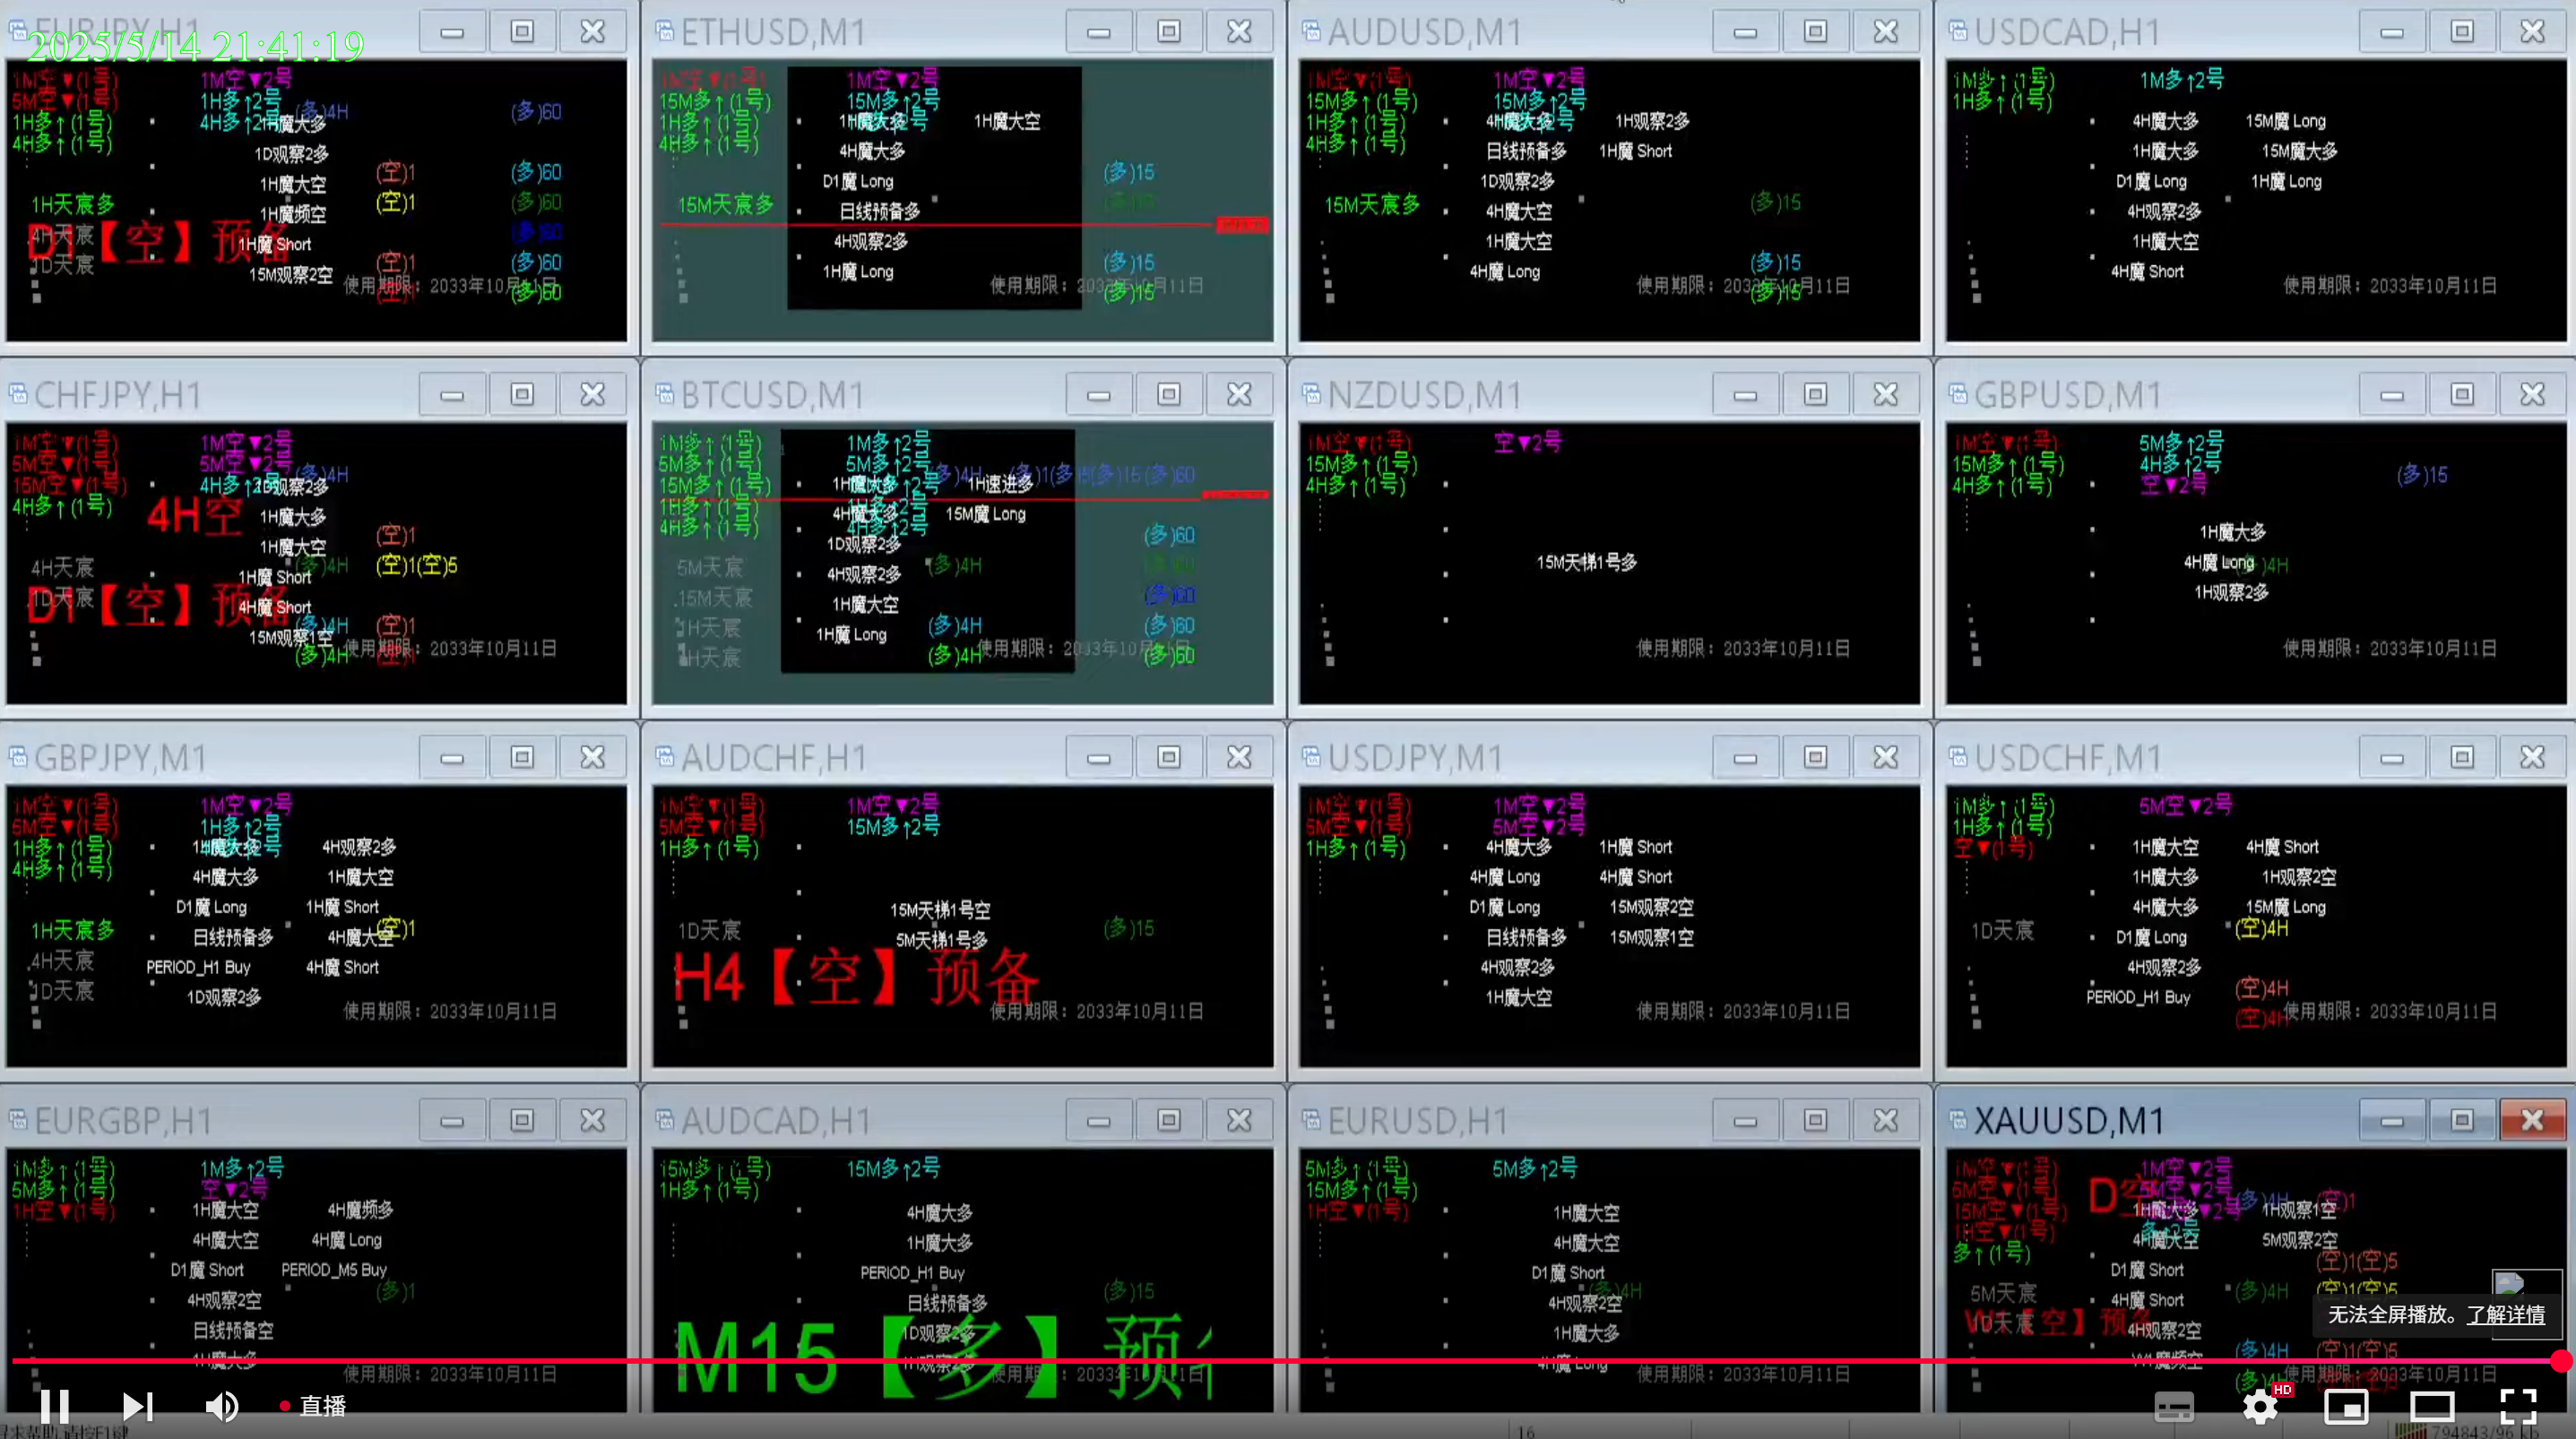 EURJPY,H1
2025/5/14 21:41:19
1M空▼(1号)
5M空▼(1号)
1H多↑(1号)
4H多↑(1号)
1M空▼2号
1H多↑2号
4H多↑2号
(多)4H
(多)60
1H魔大多
1D观察2多
1H魔大空
1H魔频空
1H魔 Short
15M观察2空
(空)1
(空)1
(空)1
(空)1
(多)60
(多)60
(多)60
(多)60
(多)60
1H天宸多
4H天宸
1D天宸
D1【空】预备
使用期限：2033年10月11日
ETHUSD,M1
1M空▼(1号)
15M多↑(1号)
1H多↑(1号)
4H多↑(1号)
1M空▼2号
15M多↑2号
1H魔大多
1H魔大空
4H魔大多
D1魔 Long
日线预备多
4H观察2多
1H魔 Long
15M天宸多
(多)15
(多)15
(多)15
(多)15
使用期限：2033年10月11日
AUDUSD,M1
1M空▼(1号)
15M多↑(1号)
1H多↑(1号)
4H多↑(1号)
1M空▼2号
15M多↑2号
4H魔大多
1H观察2多
日线预备多
1H魔 Short
1D观察2多
4H魔大空
1H魔大空
4H魔 Long
15M天宸多
(多)15
(多)15
(多)15
使用期限：2033年10月11日
USDCAD,H1
1M多↑(1号)
1H多↑(1号)
1M多↑2号
4H魔大多
15M魔 Long
1H魔大多
15M魔大多
D1魔 Long
1H魔 Long
4H观察2多
1H魔大空
4H魔 Short
使用期限：2033年10月11日
CHFJPY,H1
1M空▼(1号)
5M空▼(1号)
15M空▼(1号)
4H多↑(1号)
1M空▼2号
5M空▼2号
4H多↑2号
(多)4H
4H空
1D观察2多
1H魔大多
1H魔大空
1H魔 Short
4H魔 Short
15M观察1空
(空)1
(多)4H
(空)1(空)5
(多)4H
(空)1
(多)4H
4H天宸
1D天宸
D1【空】预备
使用期限：2033年10月11日
BTCUSD,M1
1M多↑(1号)
5M多↑(1号)
15M多↑(1号)
1H多↑(1号)
4H多↑(1号)
1M多↑2号
5M多↑2号
4H多↑2号
(多)4H
(多)15(多)60
1H魔大多
1H速进多
4H魔大多
15M魔 Long
1D观察2多
4H观察2多
1H魔大空
1H魔 Long
5M天宸
15M天宸
1H天宸
4H天宸
(多)60
(多)4H
(多)60
(多)60
(多)4H
(多)60
(多)4H
(多)60
使用期限：2033年10月11日
NZDUSD,M1
1M空▼(1号)
15M多↑(1号)
4H多↑(1号)
空▼2号
15M天梯1号多
使用期限：2033年10月11日
GBPUSD,M1
1M空▼(1号)
15M多↑(1号)
4H多↑(1号)
5M多↑2号
4H多↑2号
空▼2号
(多)15
1H魔大多
4H魔 Long
(多)4H
1H观察2多
使用期限：2033年10月11日
GBPJPY,M1
1M空▼(1号)
5M空▼(1号)
1H多↑(1号)
4H多↑(1号)
1M空▼2号
1H多↑2号
1H魔大多
4H观察2多
4H魔大多
1H魔大空
D1魔 Long
1H魔 Short
日线预备多
4H魔大空
PERIOD_H1 Buy
4H魔 Short
1D观察2多
(空)1
1H天宸多
4H天宸
1D天宸
使用期限：2033年10月11日
AUDCHF,H1
1M空▼(1号)
5M空▼(1号)
1H多↑(1号)
1M空▼2号
15M多↑2号
15M天梯1号空
5M天梯1号多
1D天宸
(多)15
H4【空】预备
使用期限：2033年10月11日
USDJPY,M1
1M空▼(1号)
5M空▼(1号)
1H多↑(1号)
1M空▼2号
5M空▼2号
4H魔大多
1H魔 Short
4H魔 Long
4H魔 Short
D1魔 Long
15M观察2空
日线预备多
15M观察1空
4H观察2多
1H魔大空
使用期限：2033年10月11日
USDCHF,M1
1M多↑(1号)
1H多↑(1号)
空▼(1号)
5M空▼2号
1H魔大空
4H魔 Short
1H魔大多
1H观察2空
4H魔大多
15M魔 Long
D1魔 Long
4H观察2多
PERIOD_H1 Buy
1D天宸
(空)4H
(空)4H
(空)4H
使用期限：2033年10月11日
EURGBP,H1
1M多↑(1号)
5M多↑(1号)
1H空▼(1号)
1M多↑2号
空▼2号
1H魔大空
4H魔频多
4H魔大空
4H魔 Long
D1魔 Short
PERIOD_M5 Buy
4H观察2空
日线预备空
1H魔大多
(多)1
使用期限：2033年10月11日
AUDCAD,H1
15M多↑(1号)
1H多↑(1号)
15M多↑2号
4H魔大多
1H魔大多
PERIOD_H1 Buy
日线预备多
1D观察2多
(多)15
M15【多】预备
EURUSD,H1
5M多↑(1号)
15M多↑(1号)
1H空▼(1号)
5M多↑2号
1H魔大空
4H魔大空
D1魔 Short
(多)4H
4H观察2空
1H魔大多
4H魔 Long
使用期限：2033年10月11日
XAUUSD,M1
1M空▼(1号)
5M空▼(1号)
15M空▼(1号)
1H空▼(1号)
多↑(1号)
1M空▼2号
5M空▼2号
D空
多↑2号
(多)4H
(空)1
1H魔大多
1H观察1空
4H魔大空
5M观察2空
D1魔 Short
(空)1(空)5
4H魔 Short
(多)4H
(空)1(空)5
4H观察2空
5M天宸
1D天宸
W1【空】预备
(多)4H
(空)1(空)5
使用期限：2033年10月11日
无法全屏播放。了解详情
直播
HD
16
794843/96 kb